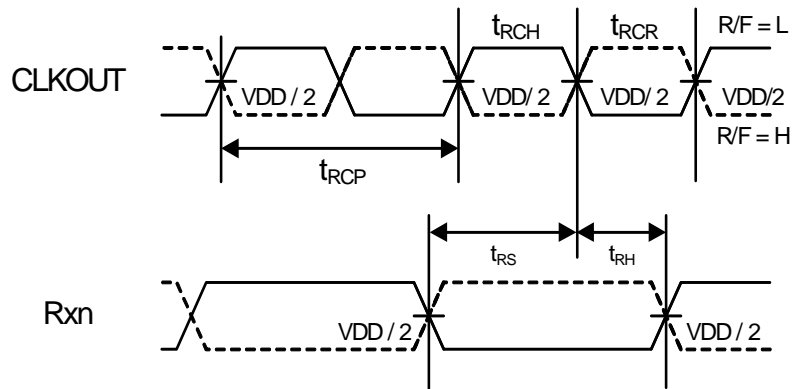 tRCH
tRCR
R/F = L
CLKOUT
VDD / 2
VDD / 2
VDD/ 2
VDD/2
R/F = H
tRCP
tRS
tRH
Rxn
VDD / 2
VDD / 2